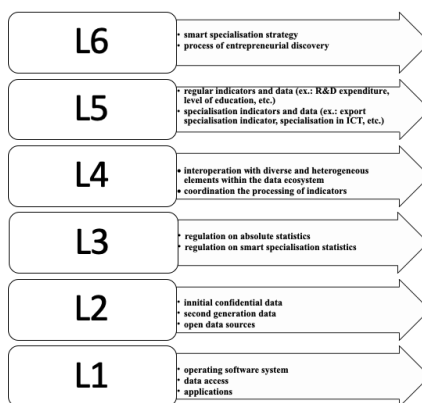 L6
• smart specialisation strategy
• process of entrepreneurial discovery
L5
• regular indicators and data (ex.: R&D expenditure,
level of education, etc.)
• specialisation indicators and data (ex.: export
specialisation indicator, specialisation in ICT, etc.)
L4
• interoperation with diverse and heterogeneous
elements within the data ecosystem
• coordination the processing of indicators
L3
• regulation on absolute statistics
• regulation on smart specialisation statistics
L2
• innitial confidential data
• second generation data
• open data sources
L1
• operating software system
• data access
• applications